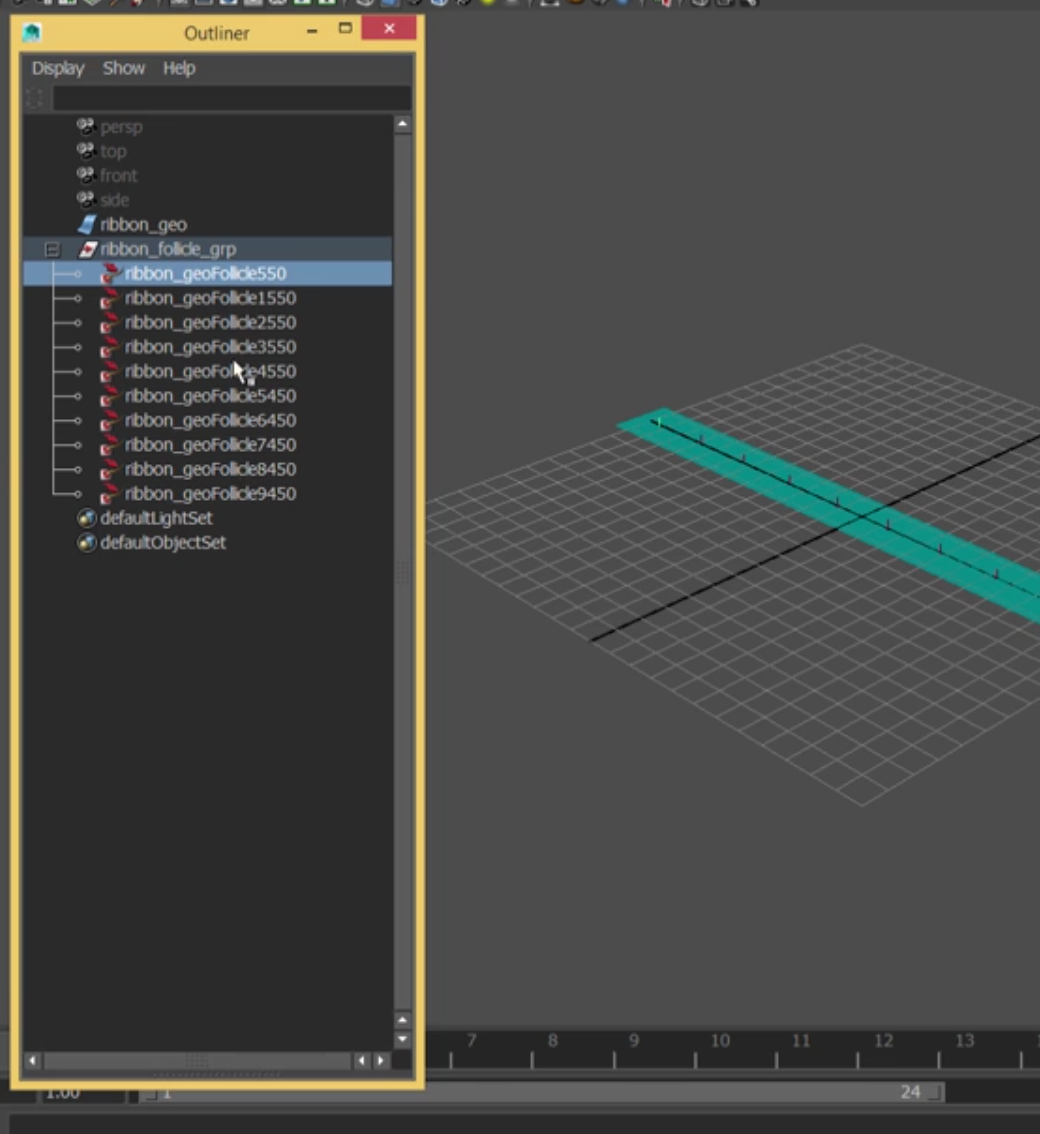 Outliner
Display Show Help
persp
top
front
side
ribbon_geo
ribbon_follicle_grp
ribbon_geoFollicle550
ribbon_geoFollicle1550
ribbon_geoFollicle2550
ribbon_geoFollicle3550
ribbon_geoFollicle4550
ribbon_geoFollicle5450
ribbon_geoFollicle6450
ribbon_geoFollicle7450
ribbon_geoFollicle8450
ribbon_geoFollicle9450
defaultLightSet
defaultObjectSet
7 8 9 10 11 12 13
1.00 1 24